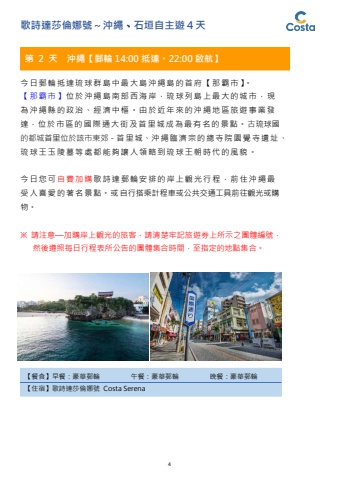 歌詩達莎倫娜號～沖繩、石垣自主遊４天
Costa
第 2 天　沖繩【郵輪 14:00 抵達、22:00 啟航】
今日郵輪抵達琉球群島中最大島沖繩島的首府【那霸市】。
【那霸市】位於沖繩島南部西海岸，琉球列島上最大的城市，現
為沖繩縣的政治、經濟中樞。由於近年來的沖繩地區旅遊事業發
達，位於市區的國際通大街及首里城成為最有名的景點。古琉球國
的都城首里位於該市東郊，首里城、沖繩臨濟宗的總寺院圓覺寺遺址、
琉球王玉陵墓等處都能夠讓人領略到琉球王朝時代的風貌。
今日您可自費加購歌詩達郵輪安排的岸上觀光行程，前往沖繩最
受人喜愛的著名景點。或自行搭乘計程車或公共交通工具前往觀光或購
物。
※ 請注意—加購岸上觀光的旅客，請清楚牢記旅遊券上所示之團體編號，
然後遵照每日行程表所公告的團體集合時間，至指定的地點集合。
國際通り
【餐食】早餐：豪華郵輪　午餐：豪華郵輪　晚餐：豪華郵輪
【住宿】歌詩達莎倫娜號 Costa Serena
4